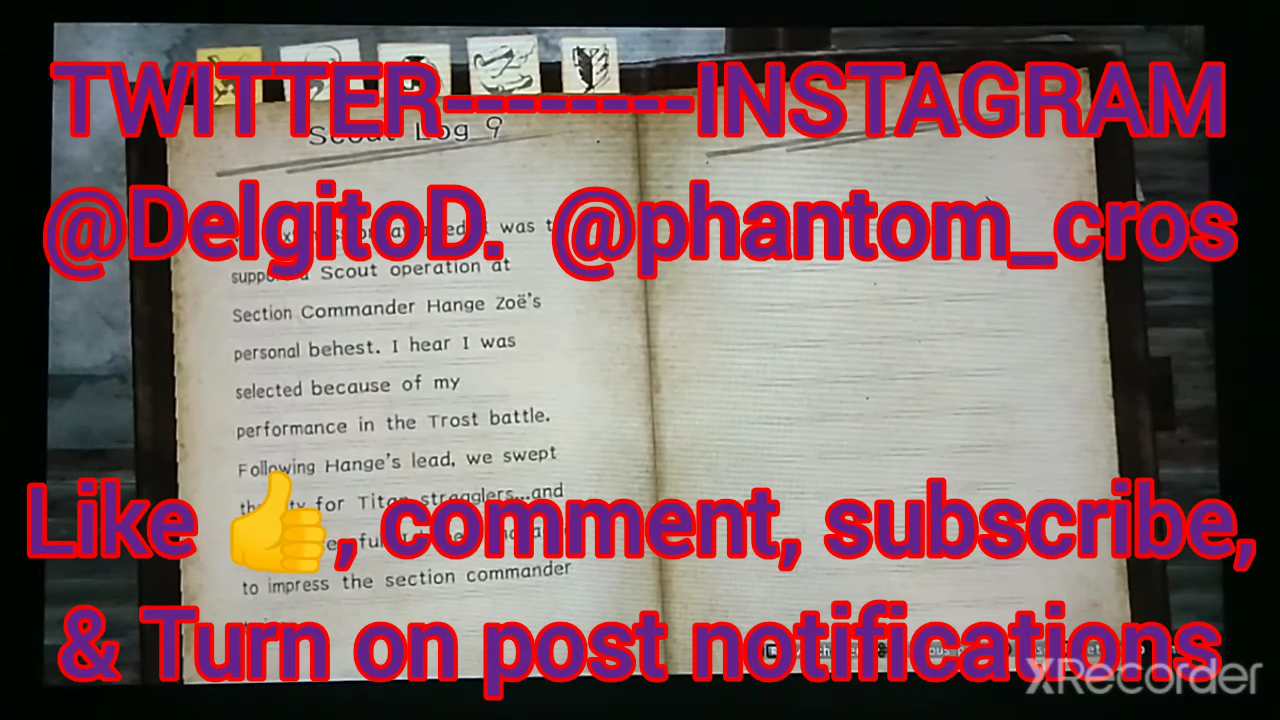 TWITTER--------INSTAGRAM
Scout Log 9
@DelgitoD. @phantom_cros
I was
support a Scout operation at
Section Commander Hange Zoë's
personal behest. I hear I was
selected because of my
performance in the Trost battle.
Following Hange's lead, we swept
for Titan stragglers...and
Like 👍, comment, subscribe,
to impress the section commander
& Turn on post notifications
XRecorder